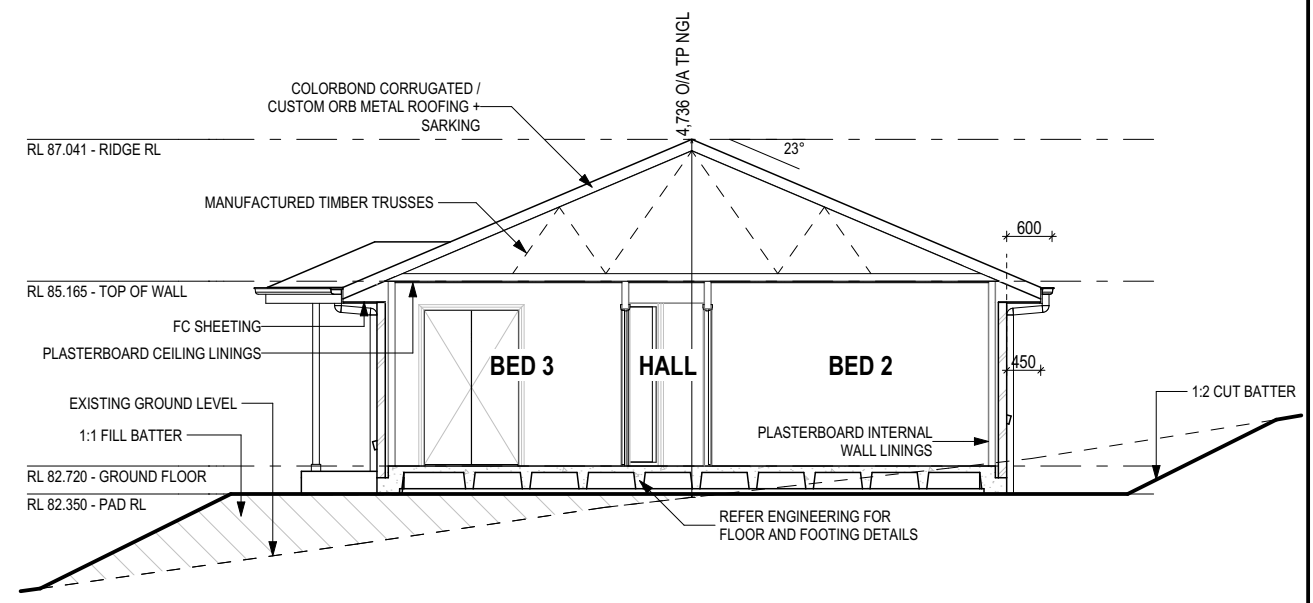 4,736 O/A TP NGL
COLORBOND CORRUGATED /
CUSTOM ORB METAL ROOFING +
SARKING
RL 87.041 - RIDGE RL
23°
MANUFACTURED TIMBER TRUSSES
600
RL 85.165 - TOP OF WALL
FC SHEETING
PLASTERBOARD CEILING LININGS
BED 3
HALL
BED 2
450
EXISTING GROUND LEVEL
1:2 CUT BATTER
1:1 FILL BATTER
PLASTERBOARD INTERNAL
WALL LININGS
RL 82.720 - GROUND FLOOR
RL 82.350 - PAD RL
REFER ENGINEERING FOR
FLOOR AND FOOTING DETAILS